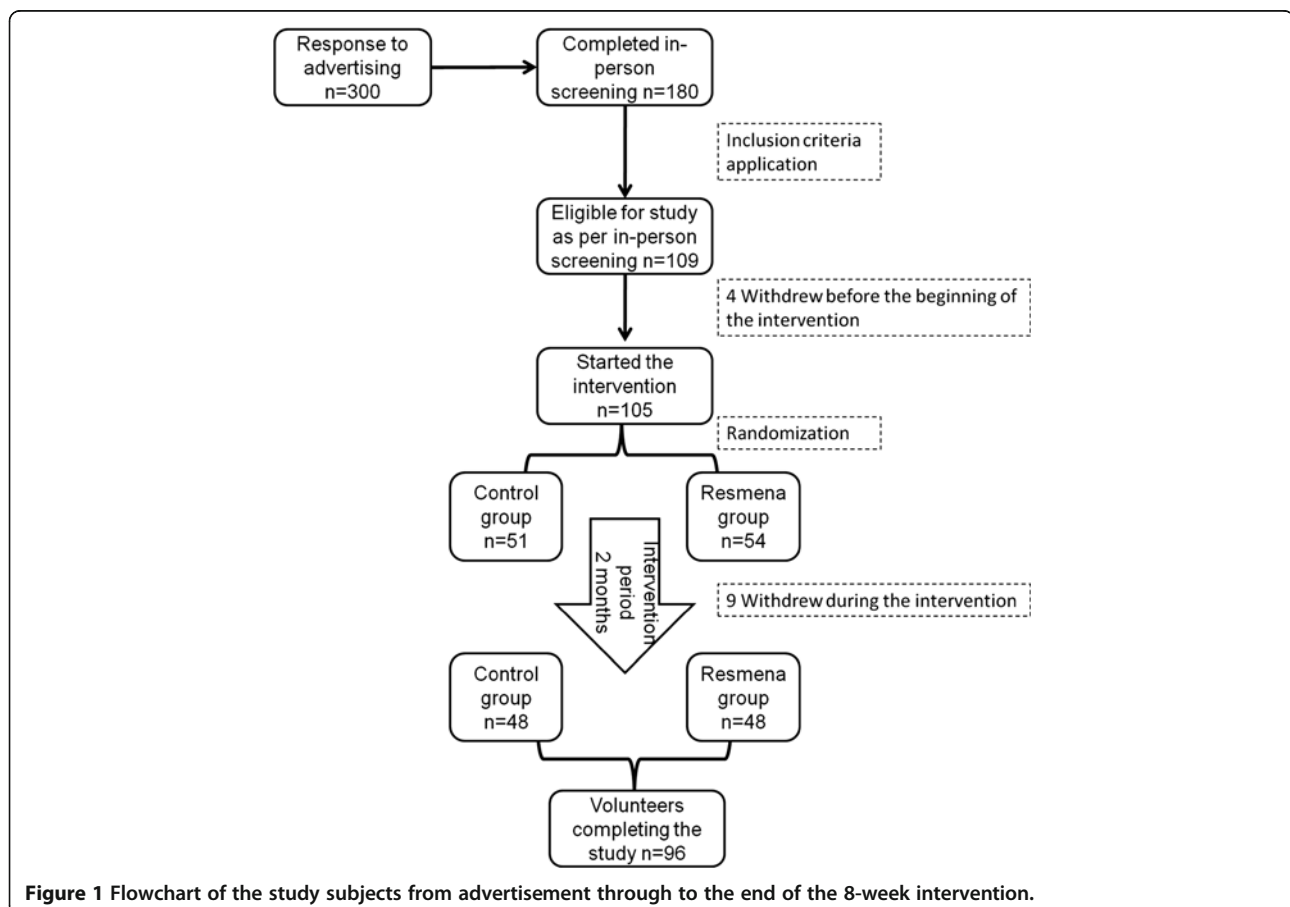 Response to
advertising
n=300
Completed in-
person
screening n=180
Inclusion criteria
application
Eligible for study
as per in-person
screening n=109
4 Withdrew before the beginning of
the intervention
Started the
intervention
n=105
Randomization
Control
group
n=51
Resmena
group
n=54
Intervention
period
2 months
9 Withdrew during the intervention
Control
group
n=48
Resmena
group
n=48
Volunteers
completing the
study n=96
Figure 1 Flowchart of the study subjects from advertisement through to the end of the 8-week intervention.